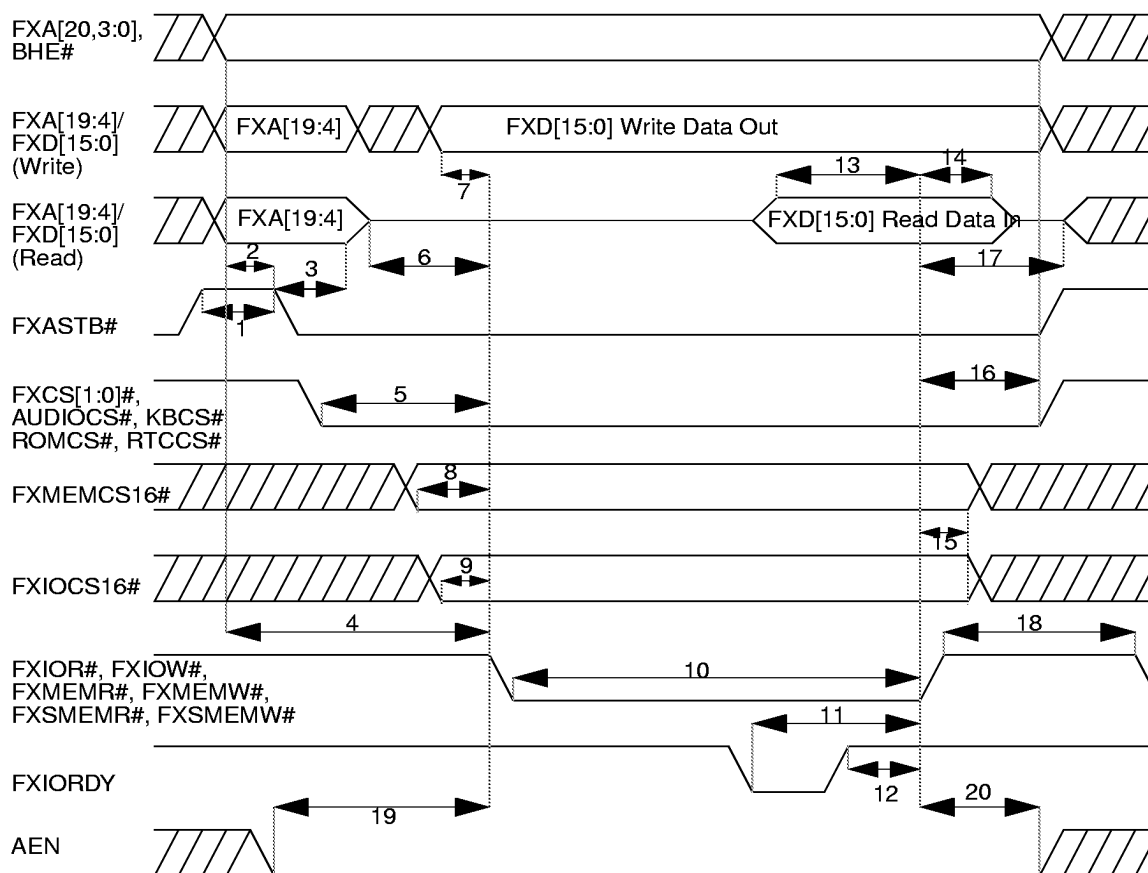 FXA[20,3:0],
BHE#
FXA[19:4]/
FXD[15:0]
(Write)
FXA[19:4]
FXD[15:0] Write Data Out
7
13
14
FXA[19:4]/
FXD[15:0]
(Read)
FXA[19:4]
FXD[15:0] Read Data In
2
3
6
17
FXASTB#
1
16
FXCS[1:0]#,
AUDIOCS#, KBCS#
ROMCS#, RTCCS#
5
FXMEMCS16#
8
15
FXIOCS16#
9
4
18
FXIOR#, FXIOW#,
FXMEMR#, FXMEMW#,
FXSMEMR#, FXSMEMW#
10
11
FXIORDY
12
19
20
AEN